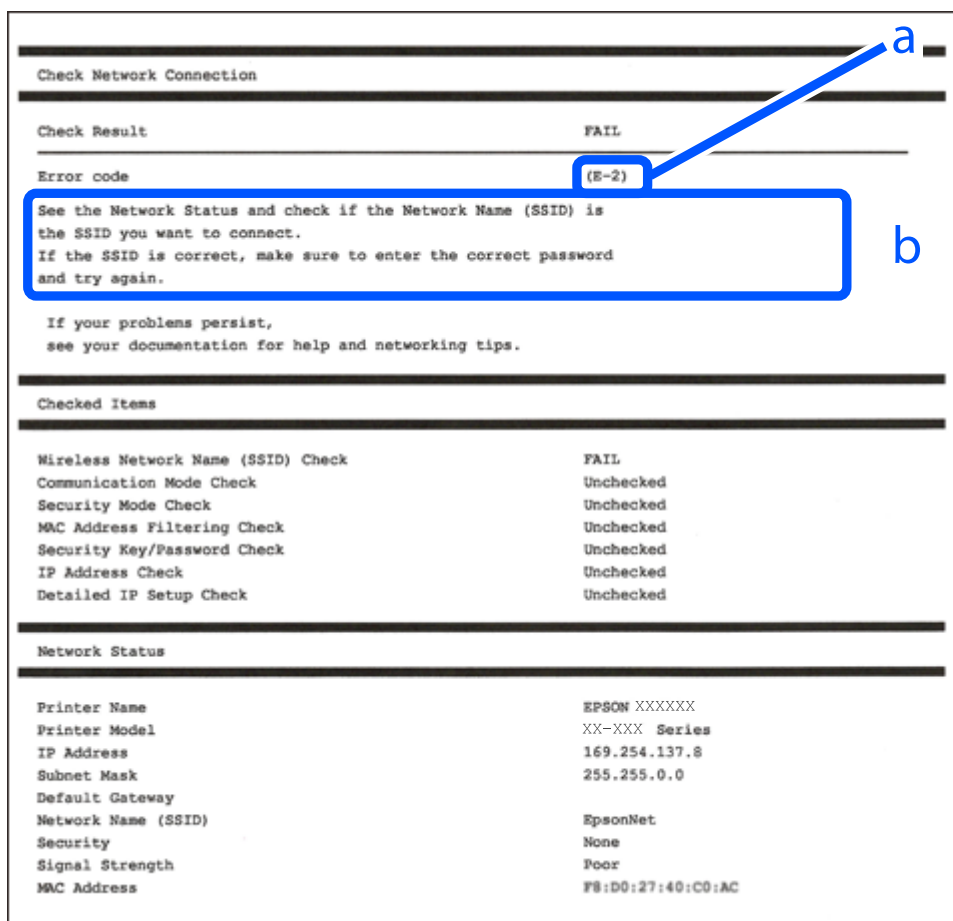 a
Check Network Connection
Check Result FAIL
Error code (E-2)
See the Network Status and check if the Network Name (SSID) is
the SSID you want to connect.
If the SSID is correct, make sure to enter the correct password
and try again.
b
If your problems persist,
see your documentation for help and networking tips.
Checked Items
Wireless Network Name (SSID) Check FAIL
Communication Mode Check Unchecked
Security Mode Check Unchecked
MAC Address Filtering Check Unchecked
Security Key/Password Check Unchecked
IP Address Check Unchecked
Detailed IP Setup Check Unchecked
Network Status
Printer Name EPSON XXXXXX
Printer Model XX-XXX Series
IP Address 169.254.137.8
Subnet Mask 255.255.0.0
Default Gateway
Network Name (SSID) EpsonNet
Security None
Signal Strength Poor
MAC Address F8:D0:27:40:C0:AC